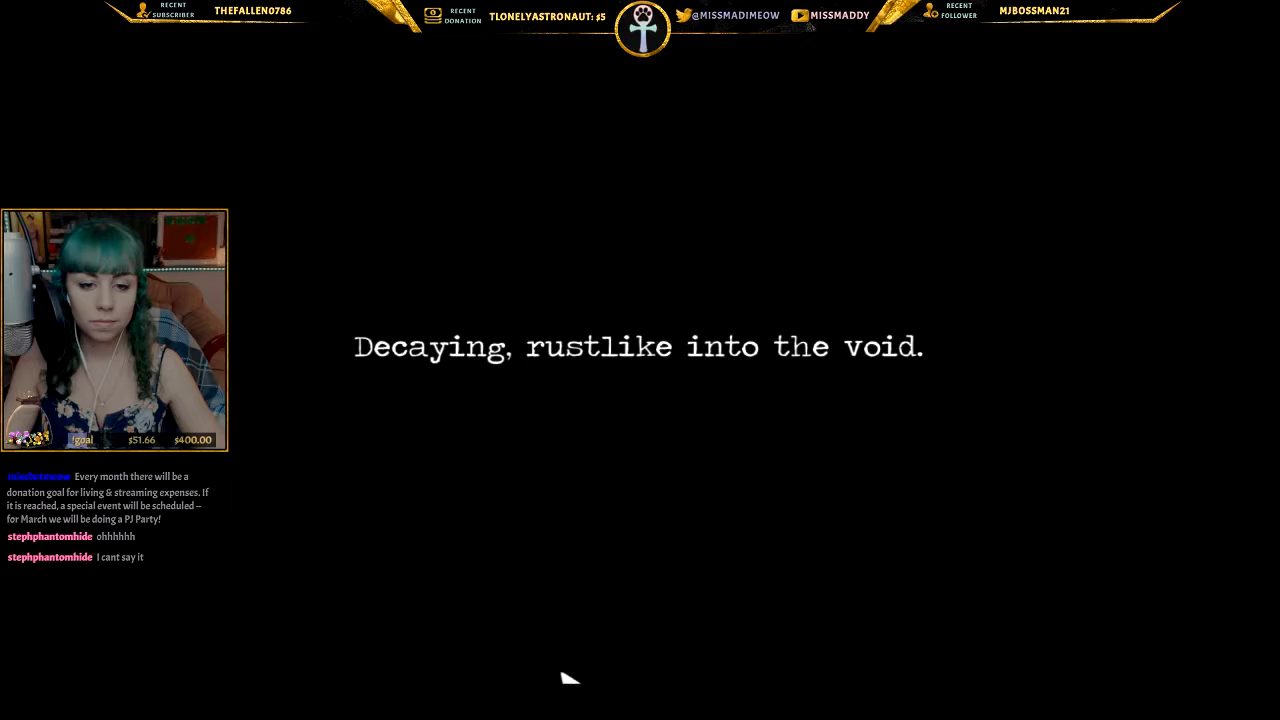 RECENT
SUBSCRIBER
THEFALLEN0786
RECENT
DONATION
TLONELYASTRONAUT: $5
@MISSMADIMEOW
MISSMADDY
RECENT
FOLLOWER
MJBOSSMAN21
Decaying, rustlike into the void.
!goal
$51.66
$400.00
Every month there will be a
donation goal for living & streaming expenses. If
it is reached, a special event will be scheduled –
for March we will be doing a PJ Party!
stephphantomhide ohhhhhh
stephphantomhide I cant say it